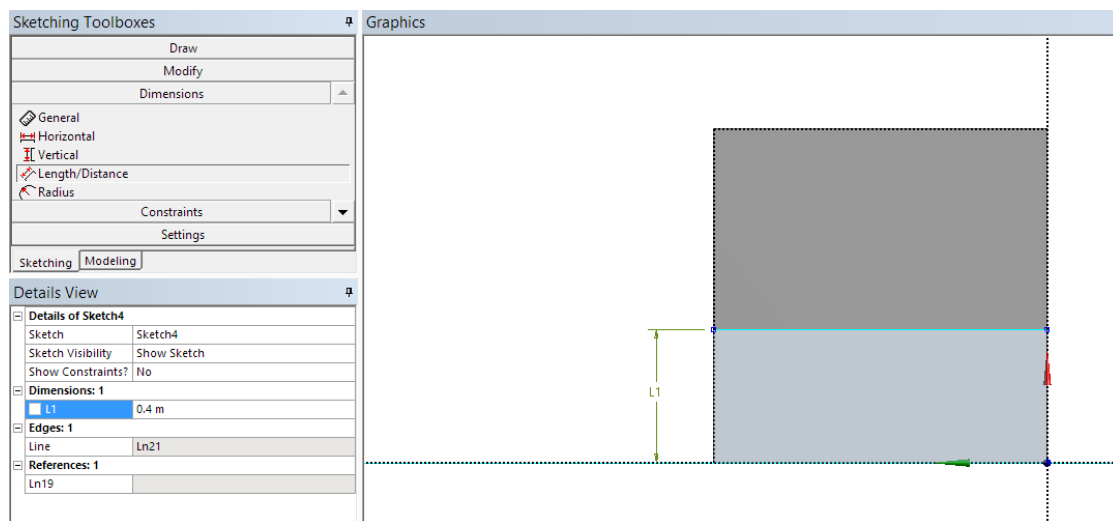 Sketching Toolboxes
Draw
Modify
Dimensions
General
Horizontal
Vertical
Length/Distance
Radius
Constraints
Settings
Sketching Modeling
Details View
Details of Sketch4
Sketch Sketch4
Sketch Visibility Show Sketch
Show Constraints? No
Dimensions: 1
L1 0.4 m
Edges: 1
Line Ln21
References: 1
Ln19
Graphics
L1